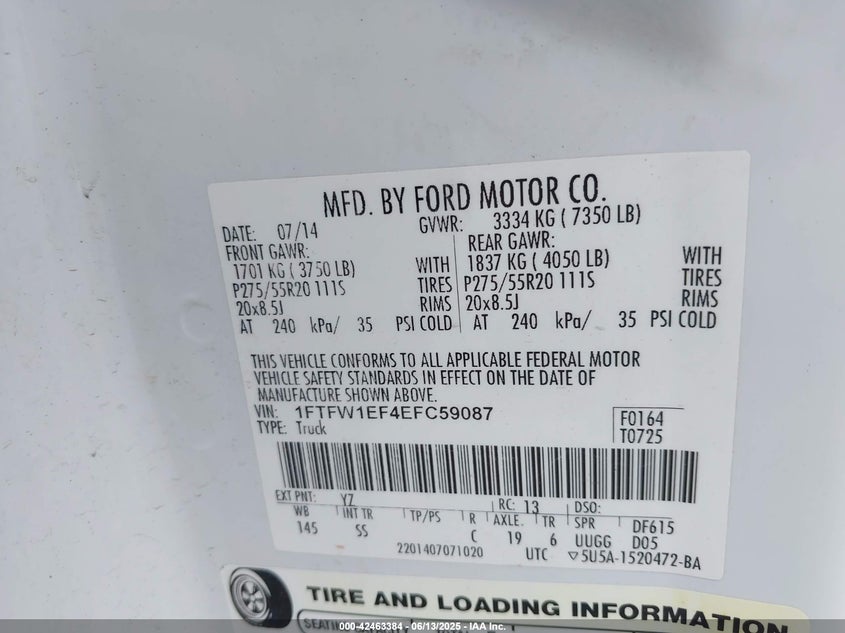 MFD. BY FORD MOTOR CO.
DATE: 07/14 GVWR: 3334 KG ( 7350 LB)
FRONT GAWR: REAR GAWR:
1701 KG ( 3750 LB) WITH 1837 KG ( 4050 LB) WITH
P275/55R20 111S TIRES P275/55R20 111S TIRES
20x8.5J RIMS 20x8.5J RIMS
AT 240 kPa/ 35 PSI COLD AT 240 kPa/ 35 PSI COLD
THIS VEHICLE CONFORMS TO ALL APPLICABLE FEDERAL MOTOR
VEHICLE SAFETY STANDARDS IN EFFECT ON THE DATE OF
MANUFACTURE SHOWN ABOVE.
VIN: 1FTFW1EF4EFC59087 F0164
TYPE: Truck T0725
EXT PNT: YZ RC: 13 DSO:
WB INT TR TP/PS R AXLE TR SPR DF615
145 SS C 19 6 UUGG D05
2201407071020 UTC ▽5U5A-1520472-BA
TIRE AND LOADING INFORMATION
000-42463384 - 06/13/2025 - IAA Inc.